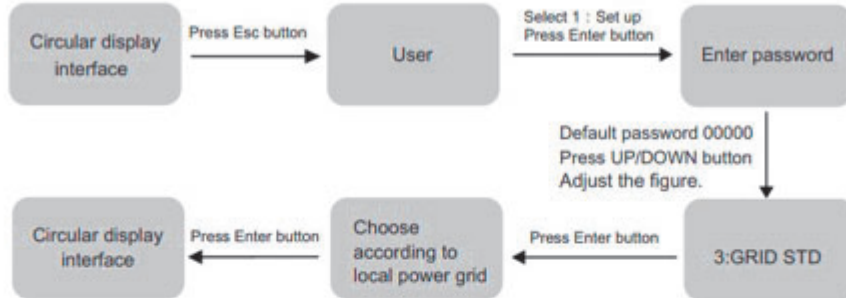 Circular display
interface
Press Esc button
User
Select 1 : Set up
Press Enter button
Enter password
Default password 00000
Press UP/DOWN button
Adjust the figure.
3:GRID STD
Press Enter button
Choose
according to
local power grid
Press Enter button
Circular display
interface